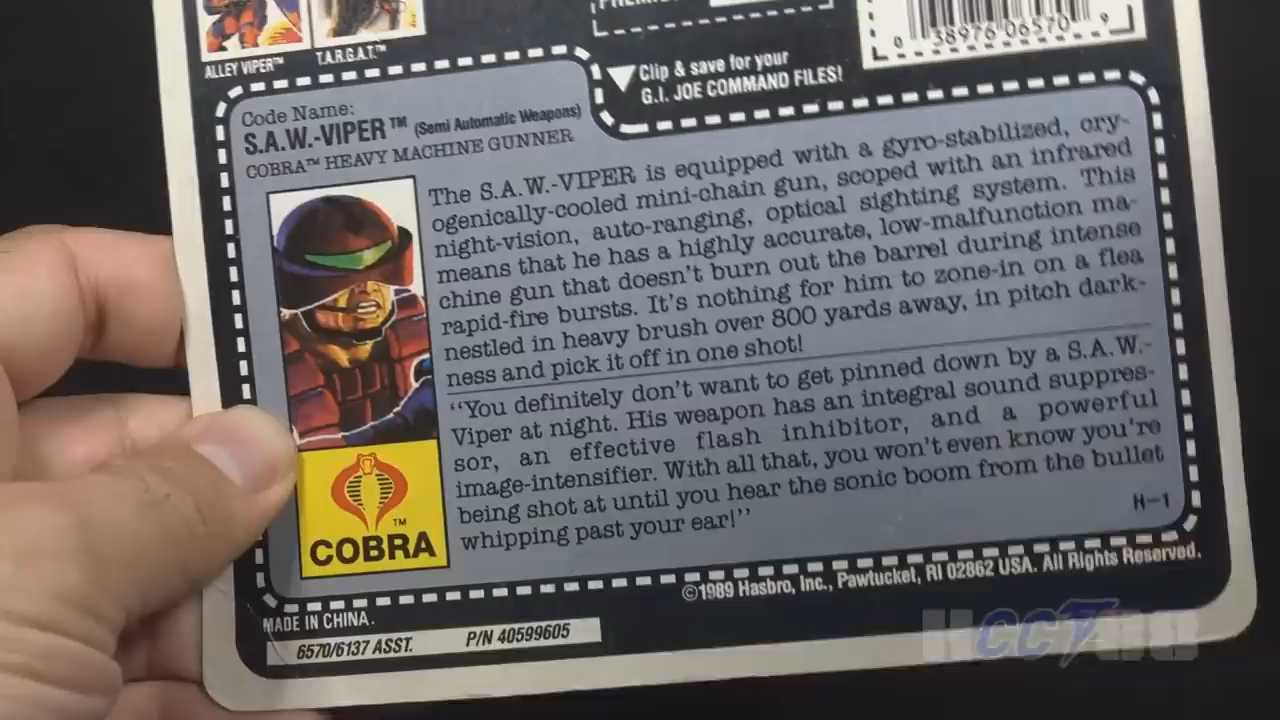 ALLEY VIPER™
T.A.R.G.A.T.™
0 38976 06570 9
Clip & save for your
G.I. JOE COMMAND FILES!
Code Name:
S.A.W.-VIPER™ (Semi Automatic Weapons)
COBRA™ HEAVY MACHINE GUNNER
The S.A.W.-VIPER is equipped with a gyro-stabilized, cry-
ogenically-cooled mini-chain gun, scoped with an infrared
night-vision, auto-ranging, optical sighting system. This
means that he has a highly accurate, low-malfunction ma-
chine gun that doesn't burn out the barrel during intense
rapid-fire bursts. It's nothing for him to zone-in on a flea
nestled in heavy brush over 800 yards away, in pitch dark-
ness and pick it off in one shot!
"You definitely don't want to get pinned down by a S.A.W.-
Viper at night. His weapon has an integral sound suppres-
sor, an effective flash inhibitor, and a powerful
image-intensifier. With all that, you won't even know you're
being shot at until you hear the sonic boom from the bullet
whipping past your ear!"
H-1
™
COBRA
©1989 Hasbro, Inc., Pawtucket, RI 02862 USA. All Rights Reserved.
MADE IN CHINA.
6570/6137 ASST. P/N 40599605